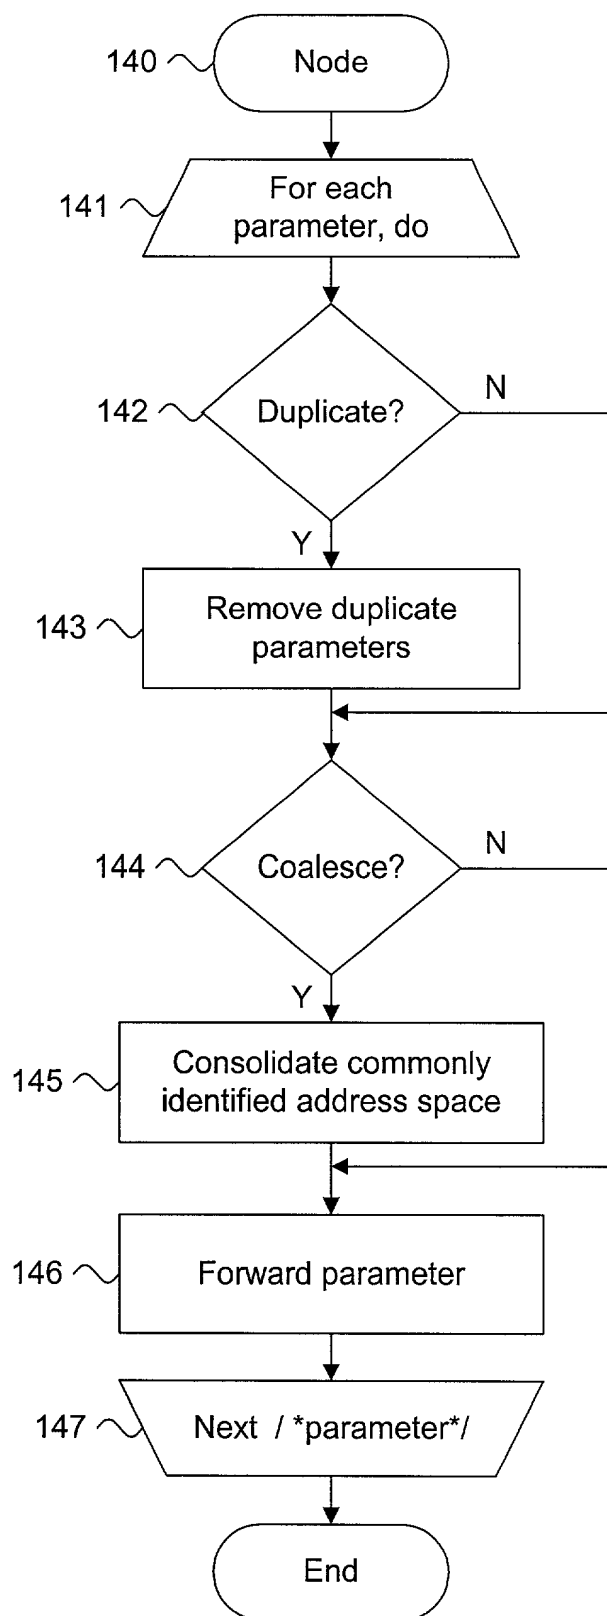 140
Node
141
For each
parameter, do
142
Duplicate?
N
Y
143
Remove duplicate
parameters
144
Coalesce?
N
Y
145
Consolidate commonly
identified address space
146
Forward parameter
147
Next / *parameter*/
End